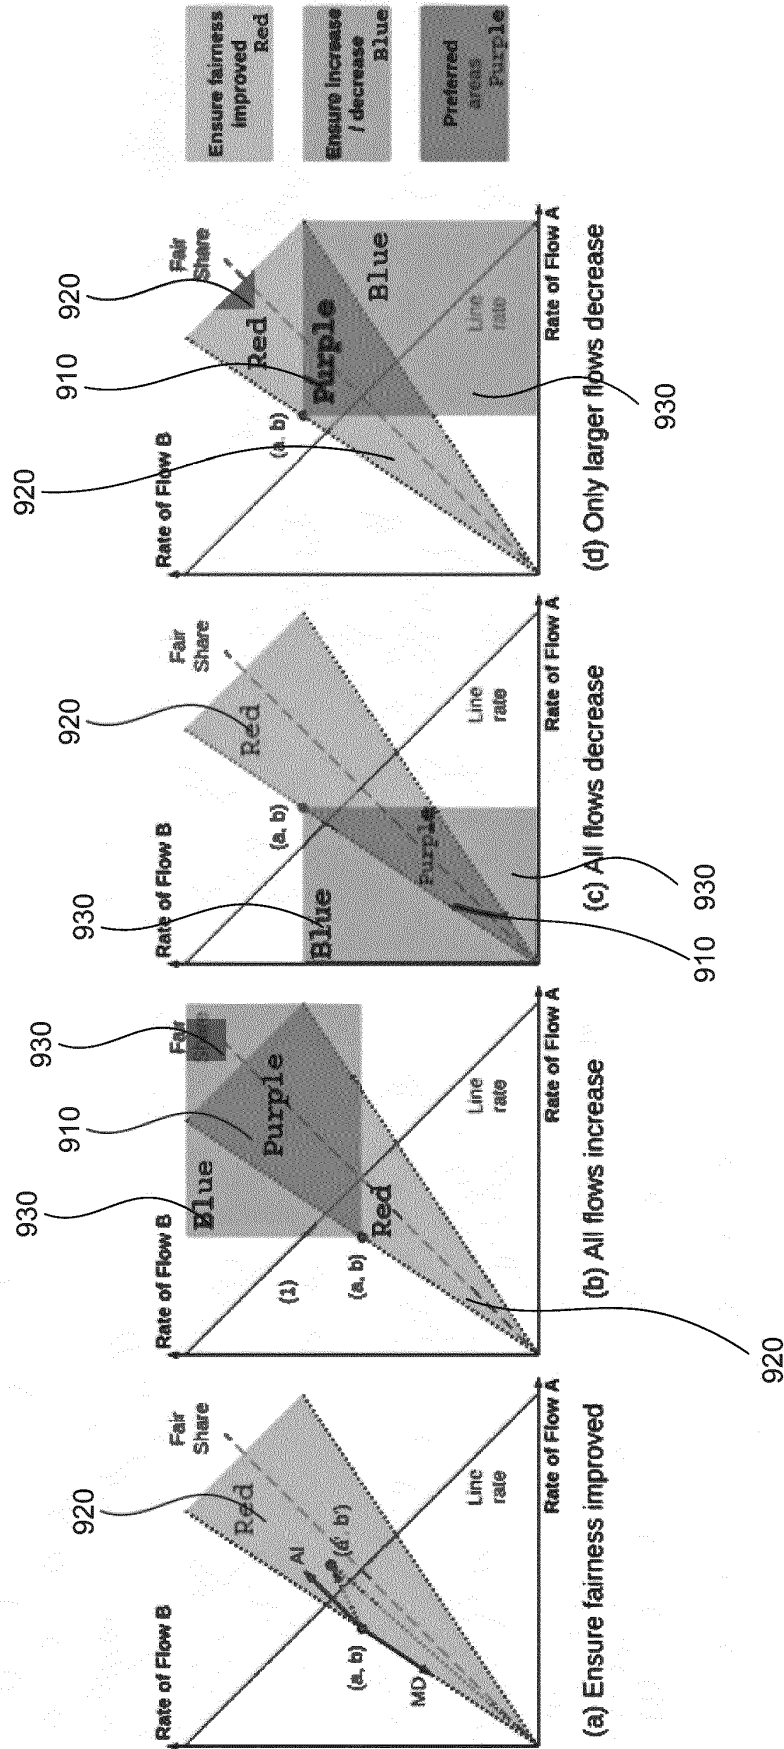 Rate of Flow B
920
Red
Fair
Share
AI
(a, b)
(a' b')
MD
Line
rate
Rate of Flow A
(a) Ensure fairness improved
Rate of Flow B
930
910
930
Blue
Fair
Purple
(1)
(a, b)
Red
Line
rate
Rate of Flow A
920
(b) All flows increase
Rate of Flow B
930
920
Red
Fair
Share
(a, b)
Blue
Purple
Line
rate
Rate of Flow A
910
930
(c) All flows decrease
Rate of Flow B
920
910
920
Fair
Share
Red
(a, b)
Purple
Blue
Line
rate
Rate of Flow A
930
(d) Only larger flows decrease
Ensure fairness
improved
Red
Ensure Increase
/ decrease
Blue
Preferred
areas
Purple